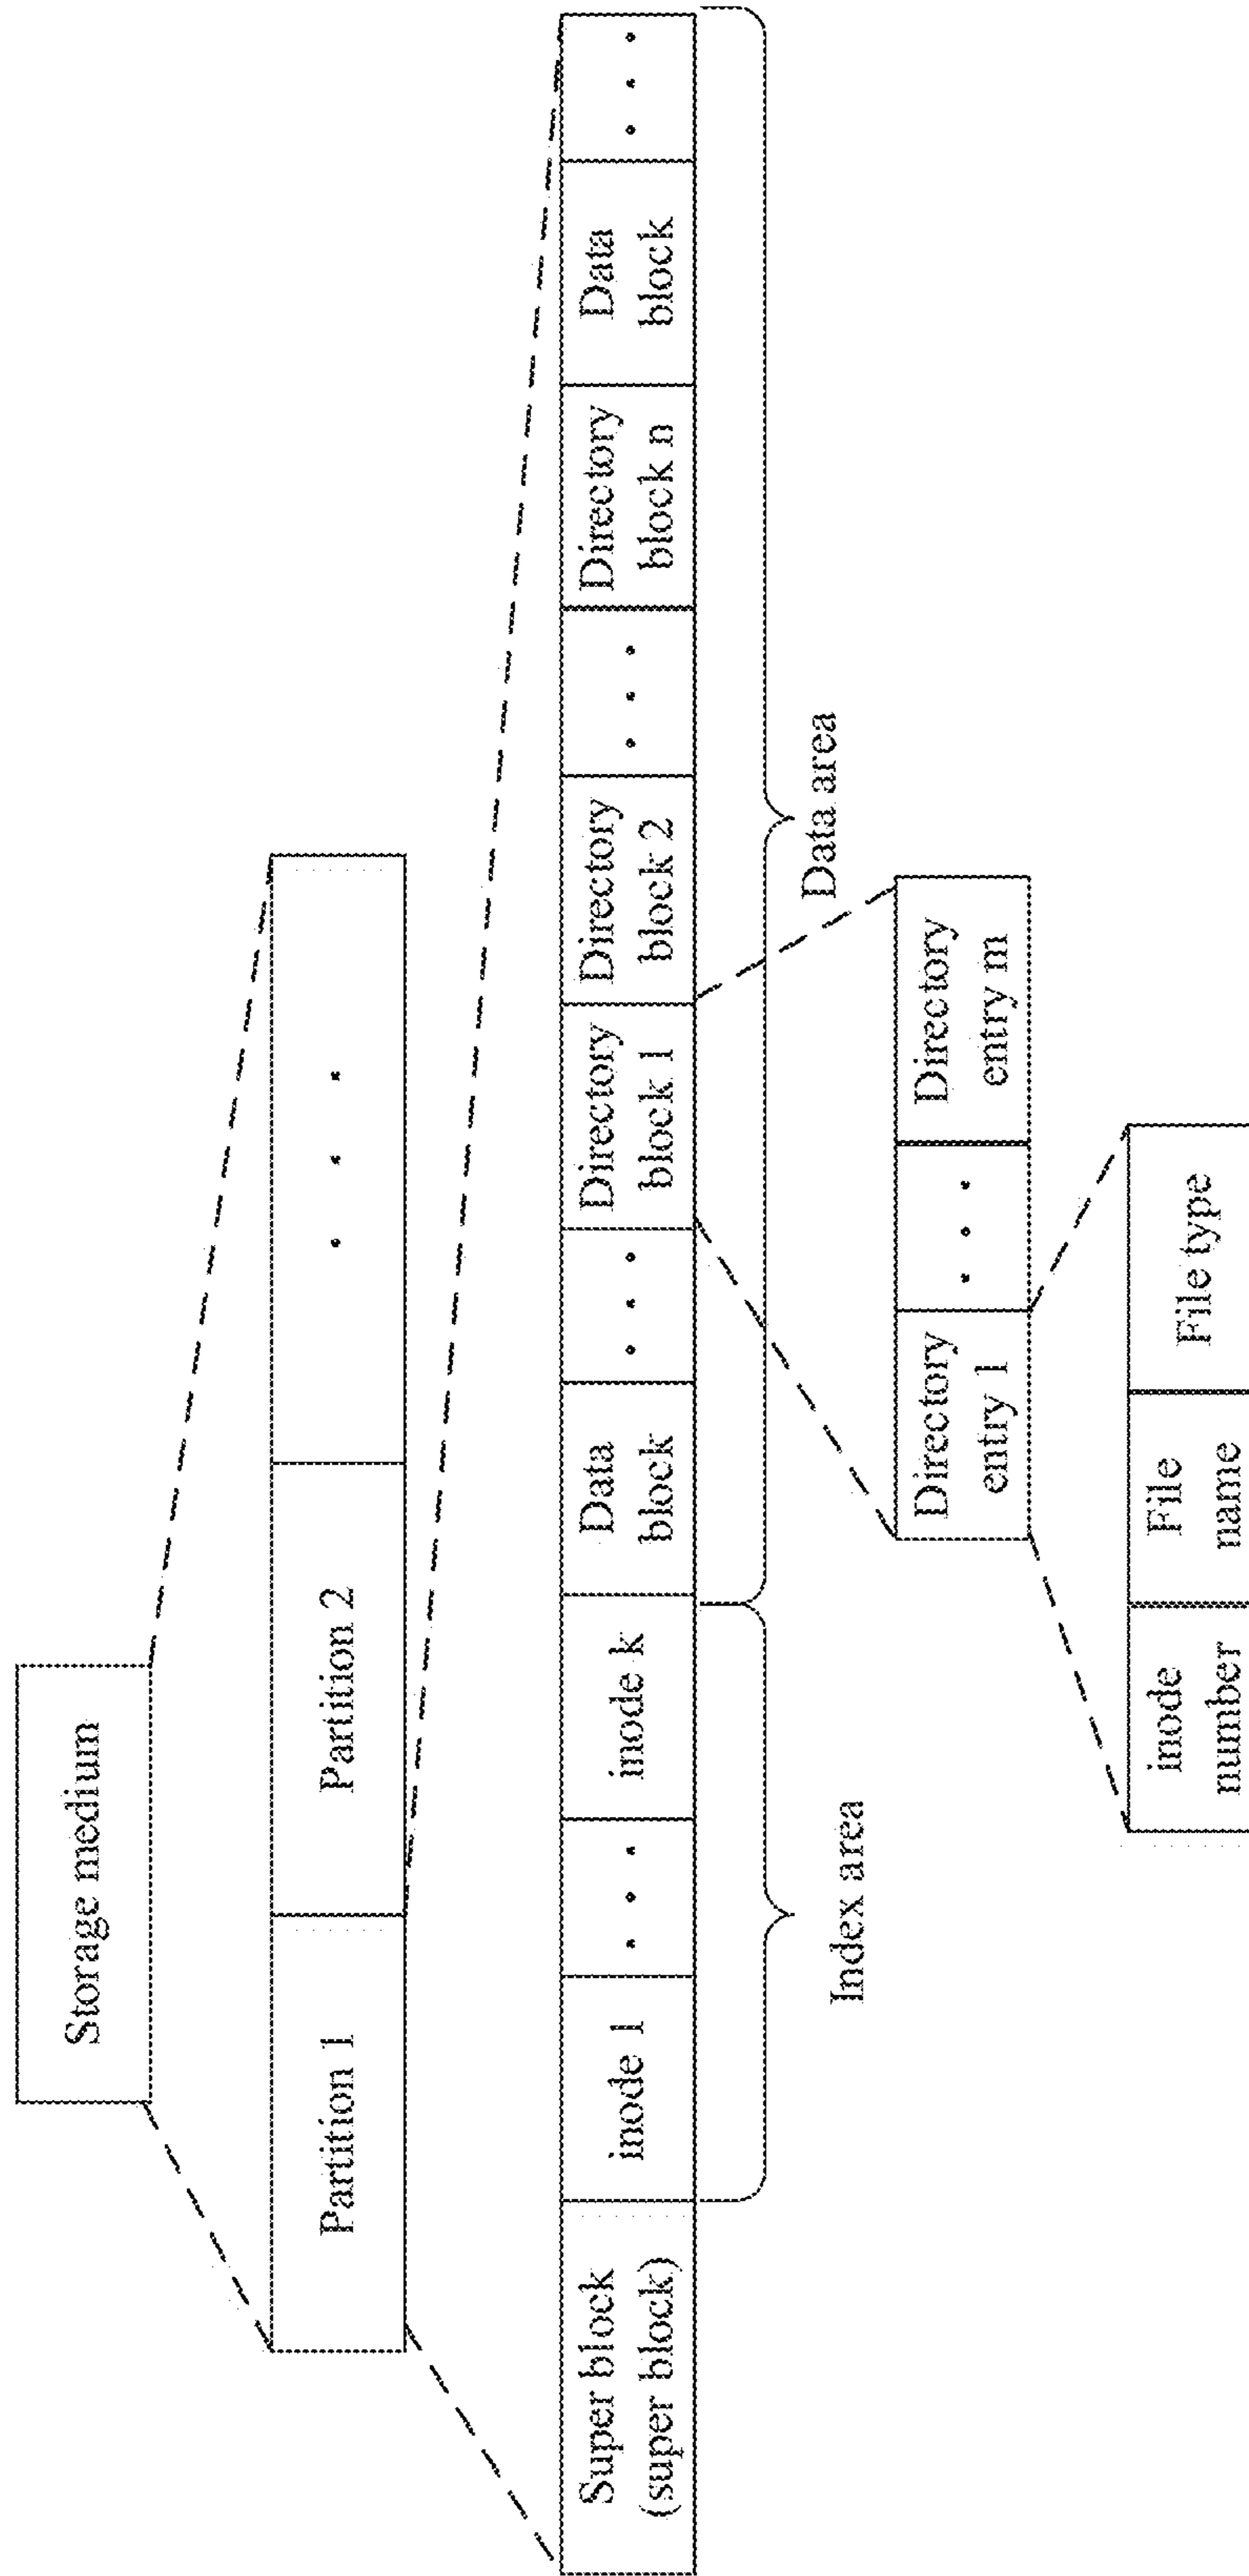 Storage medium
Partition 1
Partition 2
. . .
Super block
(super block)
inode 1
. . .
inode k
Data
block
. . .
Directory
block 1
Directory
block 2
. . .
Directory
block n
Data
block
. . .
Index area
Data area
Directory
entry 1
. . .
Directory
entry m
inode
number
File
name
File type